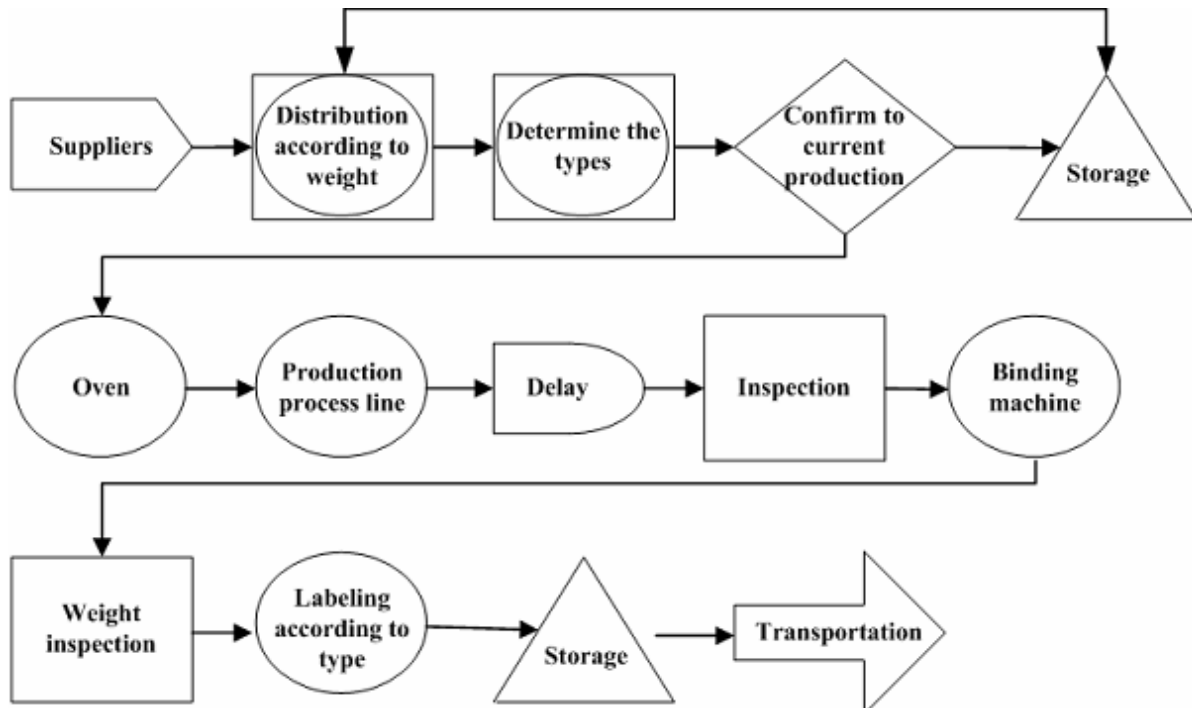 Suppliers
Distribution
according to
weight
Determine the
types
Confirm to
current
production
Storage
Oven
Production
process line
Delay
Inspection
Binding
machine
Weight
inspection
Labeling
according to
type
Storage
Transportation